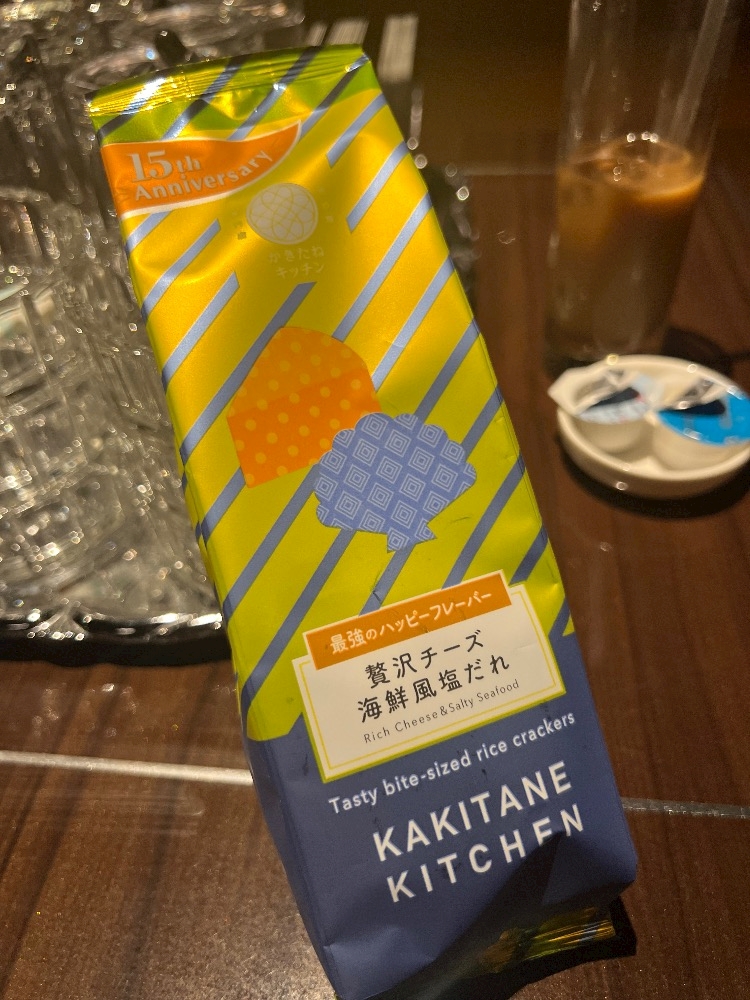 15th
Anniversary
かきたね
キッチン
最強のハッピーフレーバー
贅沢チーズ
海鮮風塩だれ
Rich Cheese & Salty Seafood
Tasty bite-sized rice crackers
KAKITANE
KITCHEN